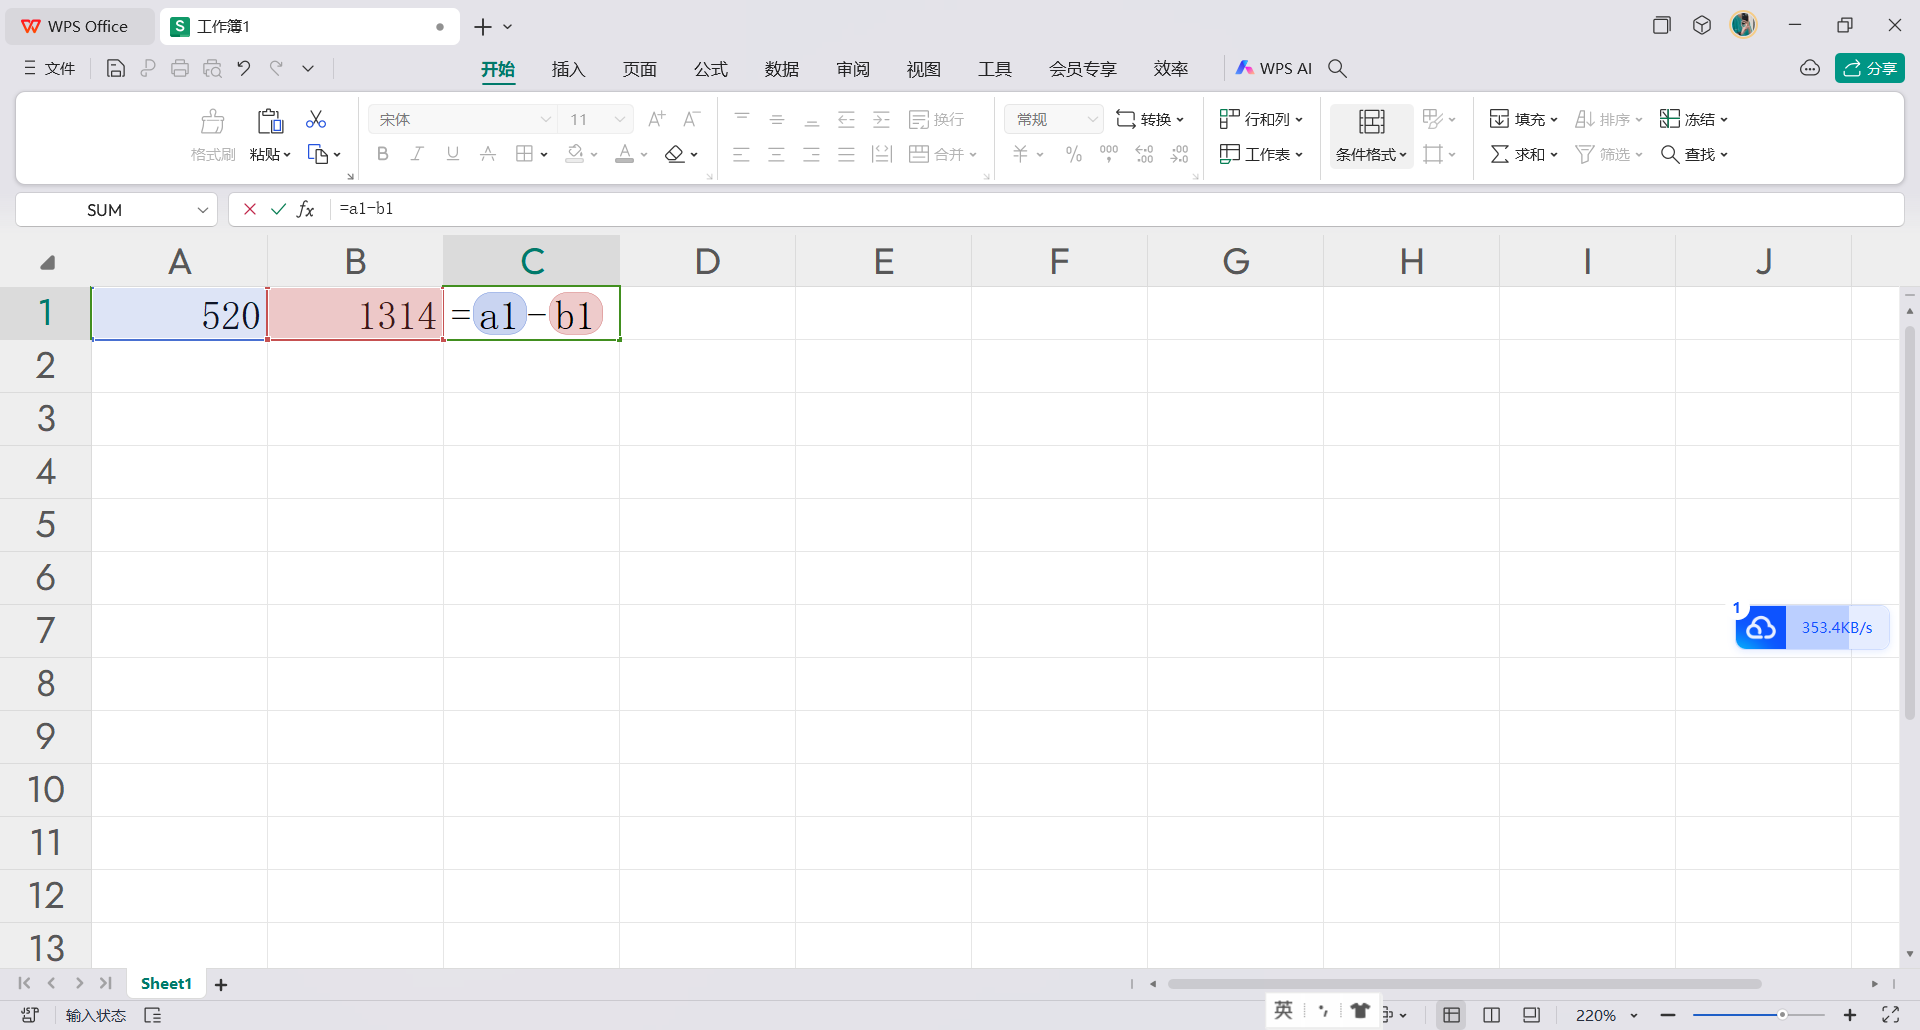 WPS Office
工作簿1
文件
开始 插入 页面 公式 数据 审阅 视图 工具 会员专享 效率
WPS AI
分享
格式刷 粘贴
宋体 11
换行
合并
常规 转换
行和列
工作表
条件格式
填充 排序 冻结
求和 筛选 查找
SUM
fx =a1-b1
A B C D E F G H I J
1 520 1314 =a1-b1
2
3
4
5
6
7
8
9
10
11
12
13
1
353.4KB/s
Sheet1
输入状态
英
220%